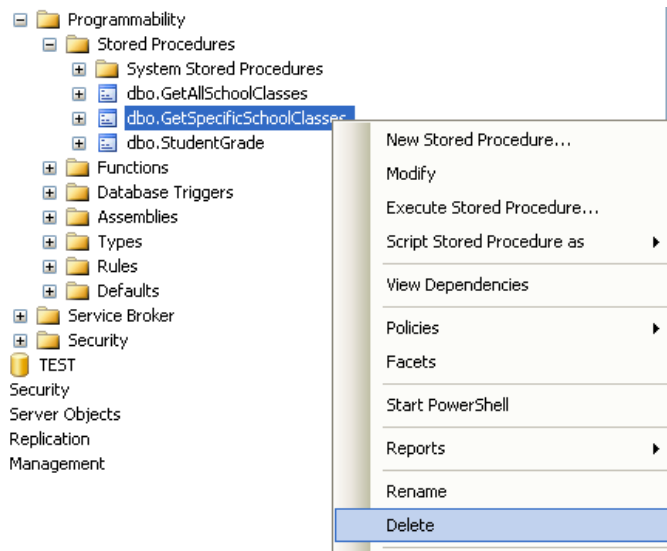 Programmability
Stored Procedures
System Stored Procedures
dbo.GetAllSchoolClasses
dbo.GetSpecificSchoolClasses
dbo.StudentGrade
Functions
Database Triggers
Assemblies
Types
Rules
Defaults
Service Broker
Security
TEST
Security
Server Objects
Replication
Management
New Stored Procedure...
Modify
Execute Stored Procedure...
Script Stored Procedure as
View Dependencies
Policies
Facets
Start PowerShell
Reports
Rename
Delete